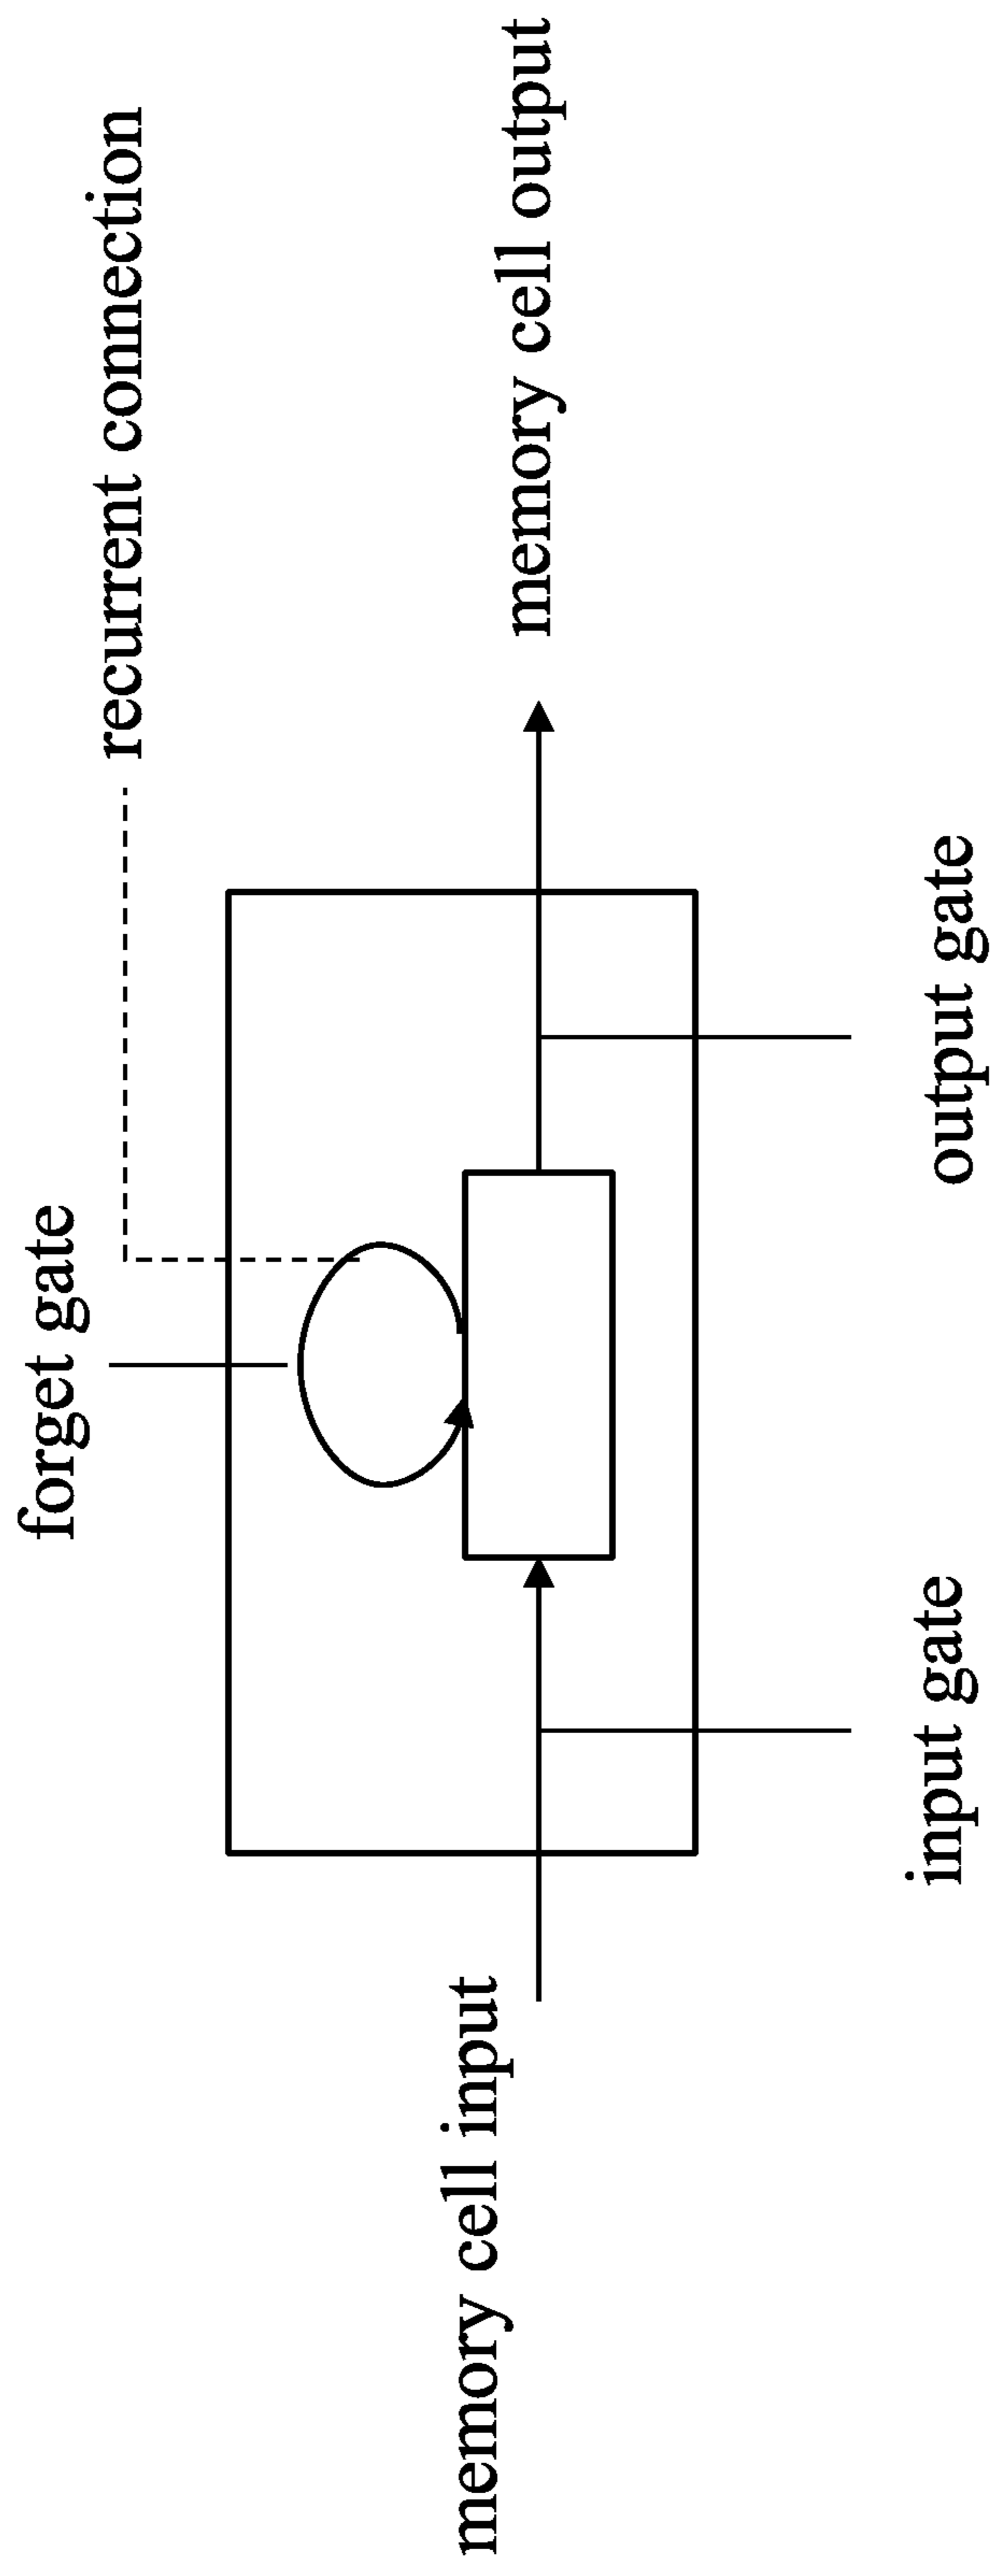 forget gate
recurrent connection
memory cell input
memory cell output
input gate
output gate